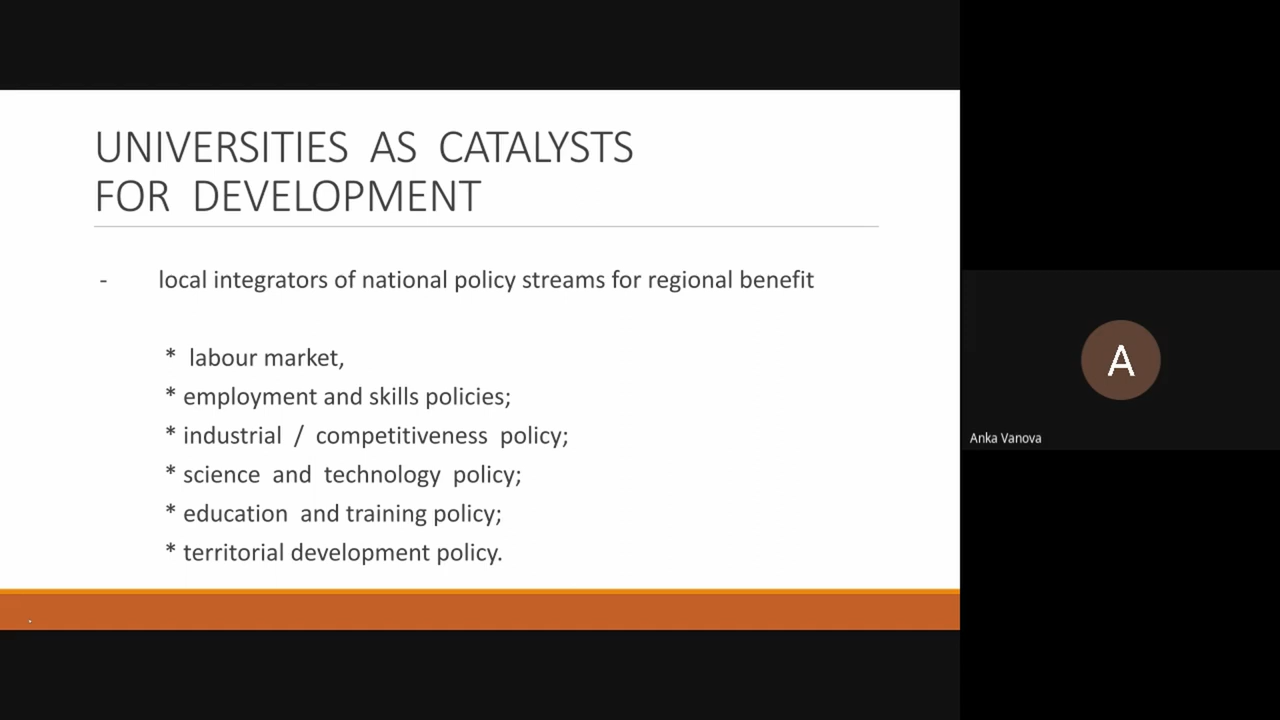 UNIVERSITIES AS CATALYSTS
FOR DEVELOPMENT
- local integrators of national policy streams for regional benefit
* labour market,
* employment and skills policies;
* industrial / competitiveness policy;
* science and technology policy;
* education and training policy;
* territorial development policy.
.
A
Anka Vanova